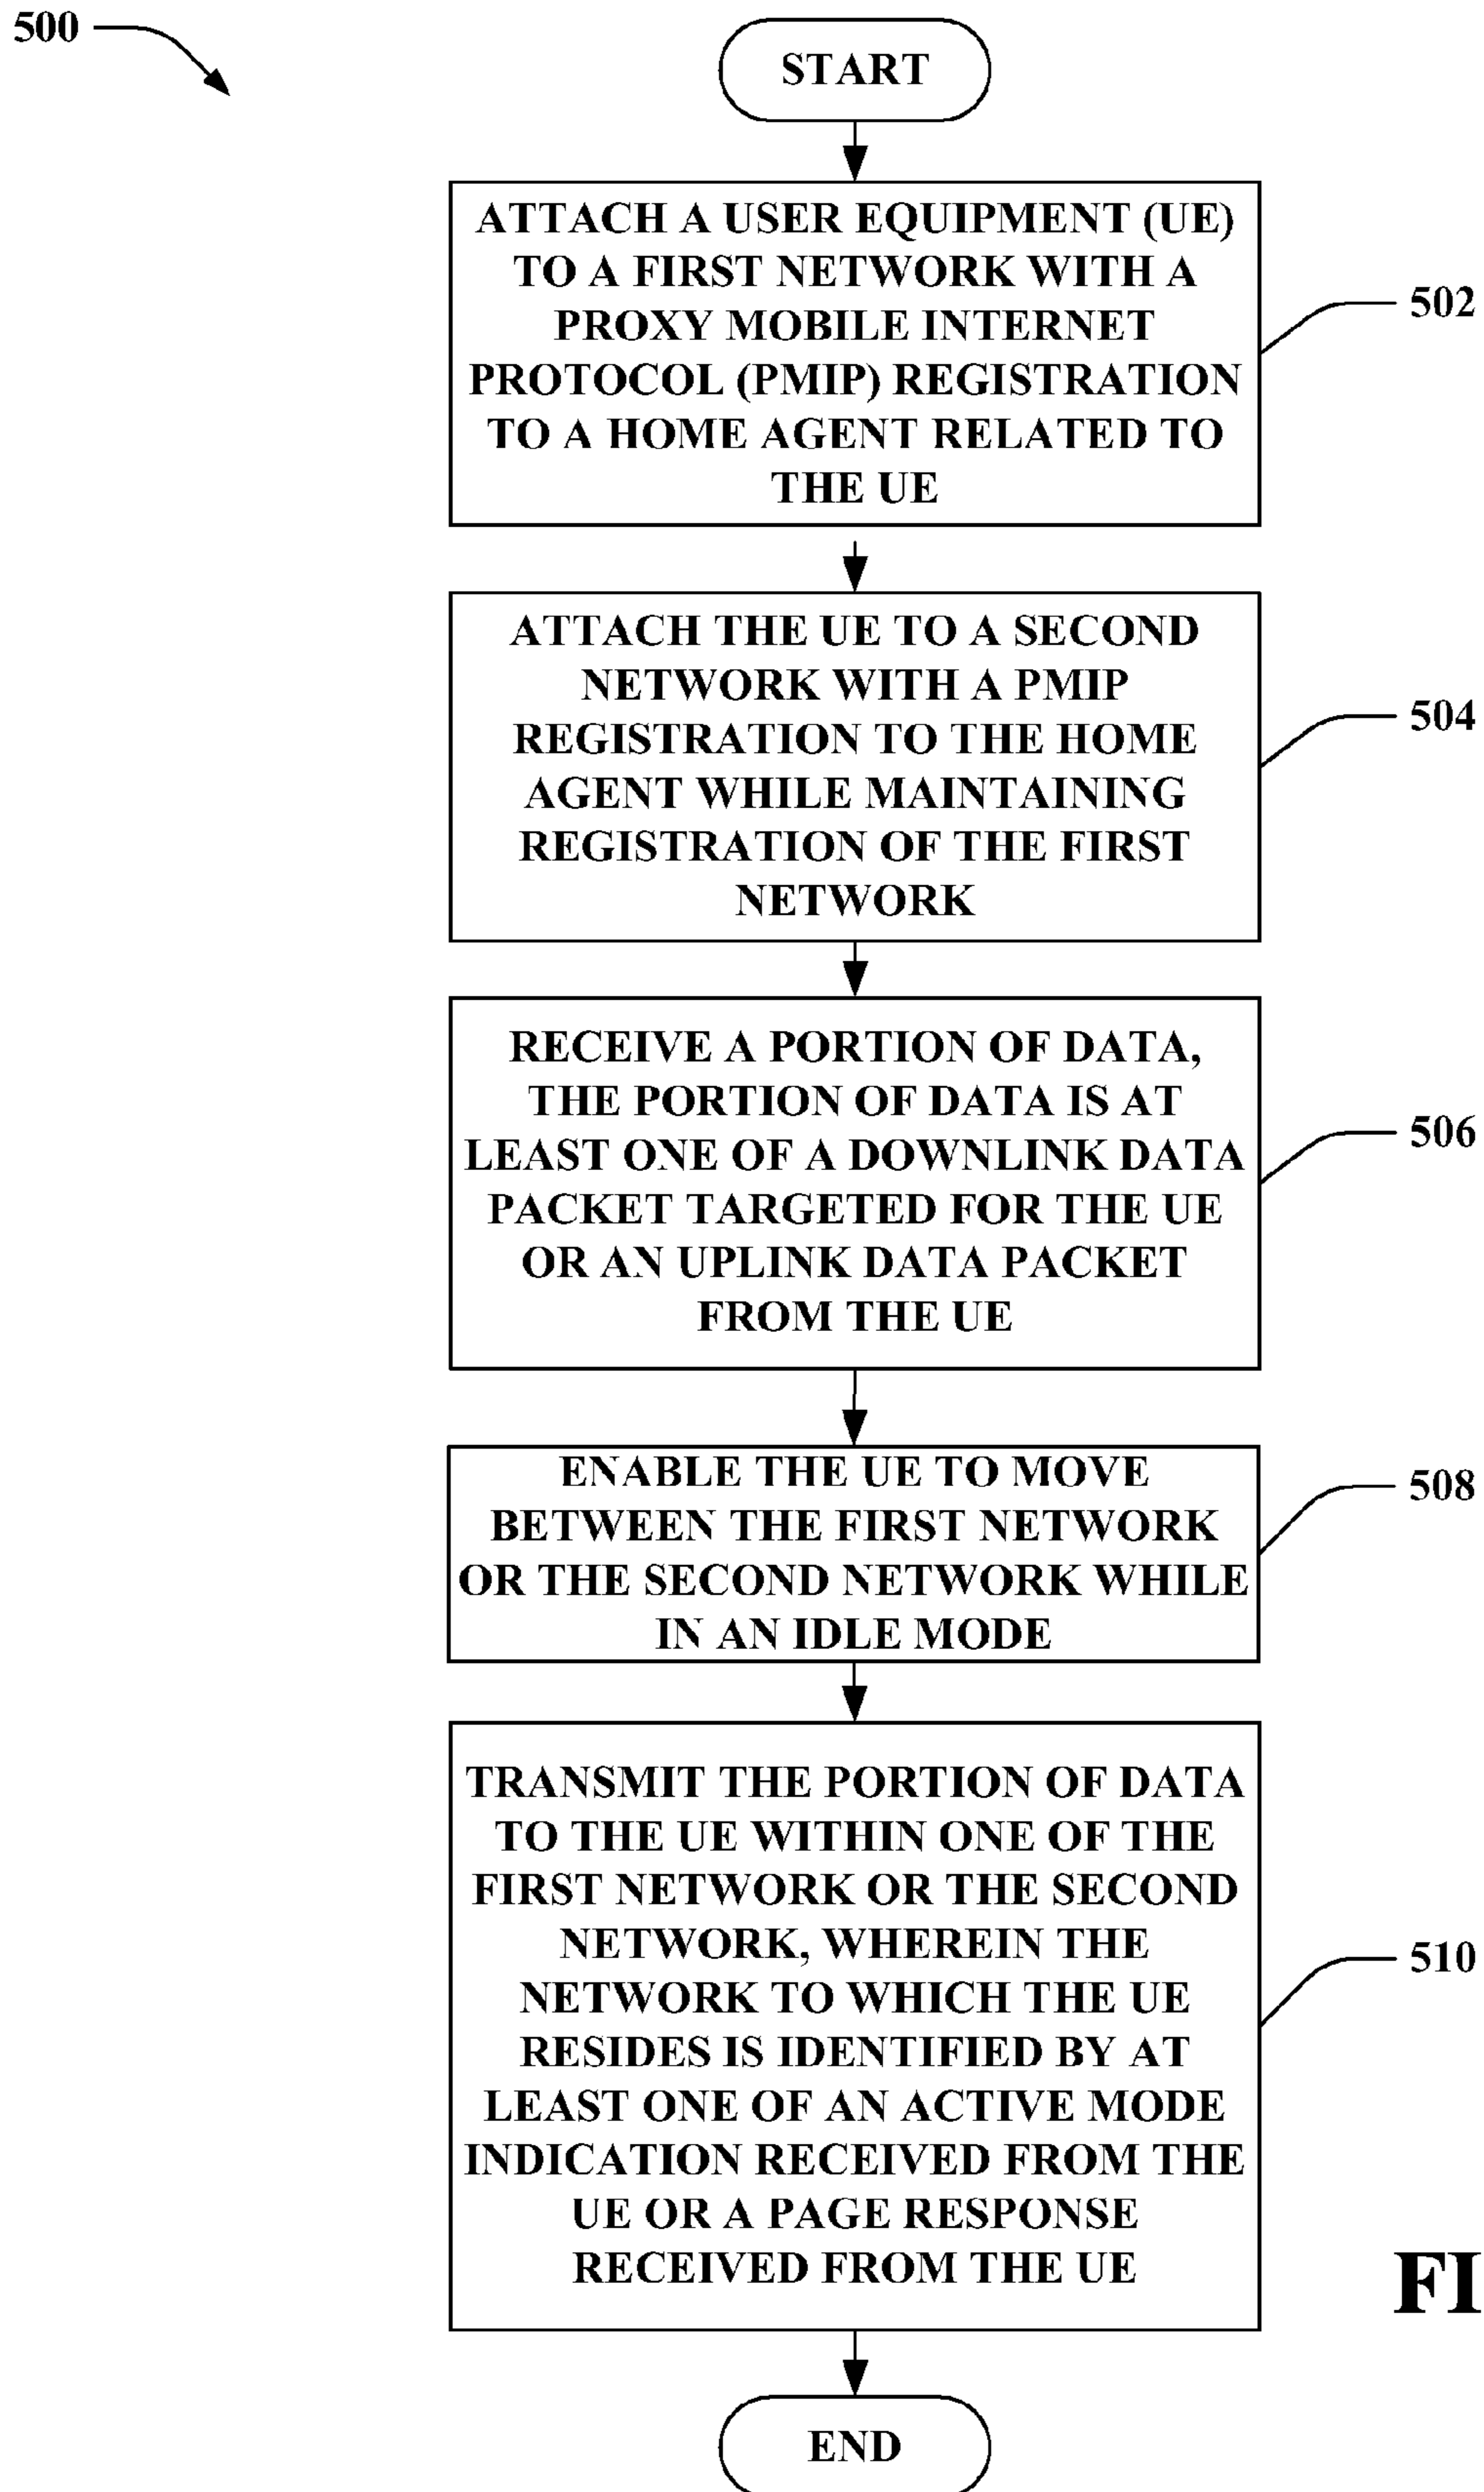 500
START
ATTACH A USER EQUIPMENT (UE)
TO A FIRST NETWORK WITH A
PROXY MOBILE INTERNET
PROTOCOL (PMIP) REGISTRATION
TO A HOME AGENT RELATED TO
THE UE
502
ATTACH THE UE TO A SECOND
NETWORK WITH A PMIP
REGISTRATION TO THE HOME
AGENT WHILE MAINTAINING
REGISTRATION OF THE FIRST
NETWORK
504
RECEIVE A PORTION OF DATA,
THE PORTION OF DATA IS AT
LEAST ONE OF A DOWNLINK DATA
PACKET TARGETED FOR THE UE
OR AN UPLINK DATA PACKET
FROM THE UE
506
ENABLE THE UE TO MOVE
BETWEEN THE FIRST NETWORK
OR THE SECOND NETWORK WHILE
IN AN IDLE MODE
508
TRANSMIT THE PORTION OF DATA
TO THE UE WITHIN ONE OF THE
FIRST NETWORK OR THE SECOND
NETWORK, WHEREIN THE
NETWORK TO WHICH THE UE
RESIDES IS IDENTIFIED BY AT
LEAST ONE OF AN ACTIVE MODE
INDICATION RECEIVED FROM THE
UE OR A PAGE RESPONSE
RECEIVED FROM THE UE
510
FI
END